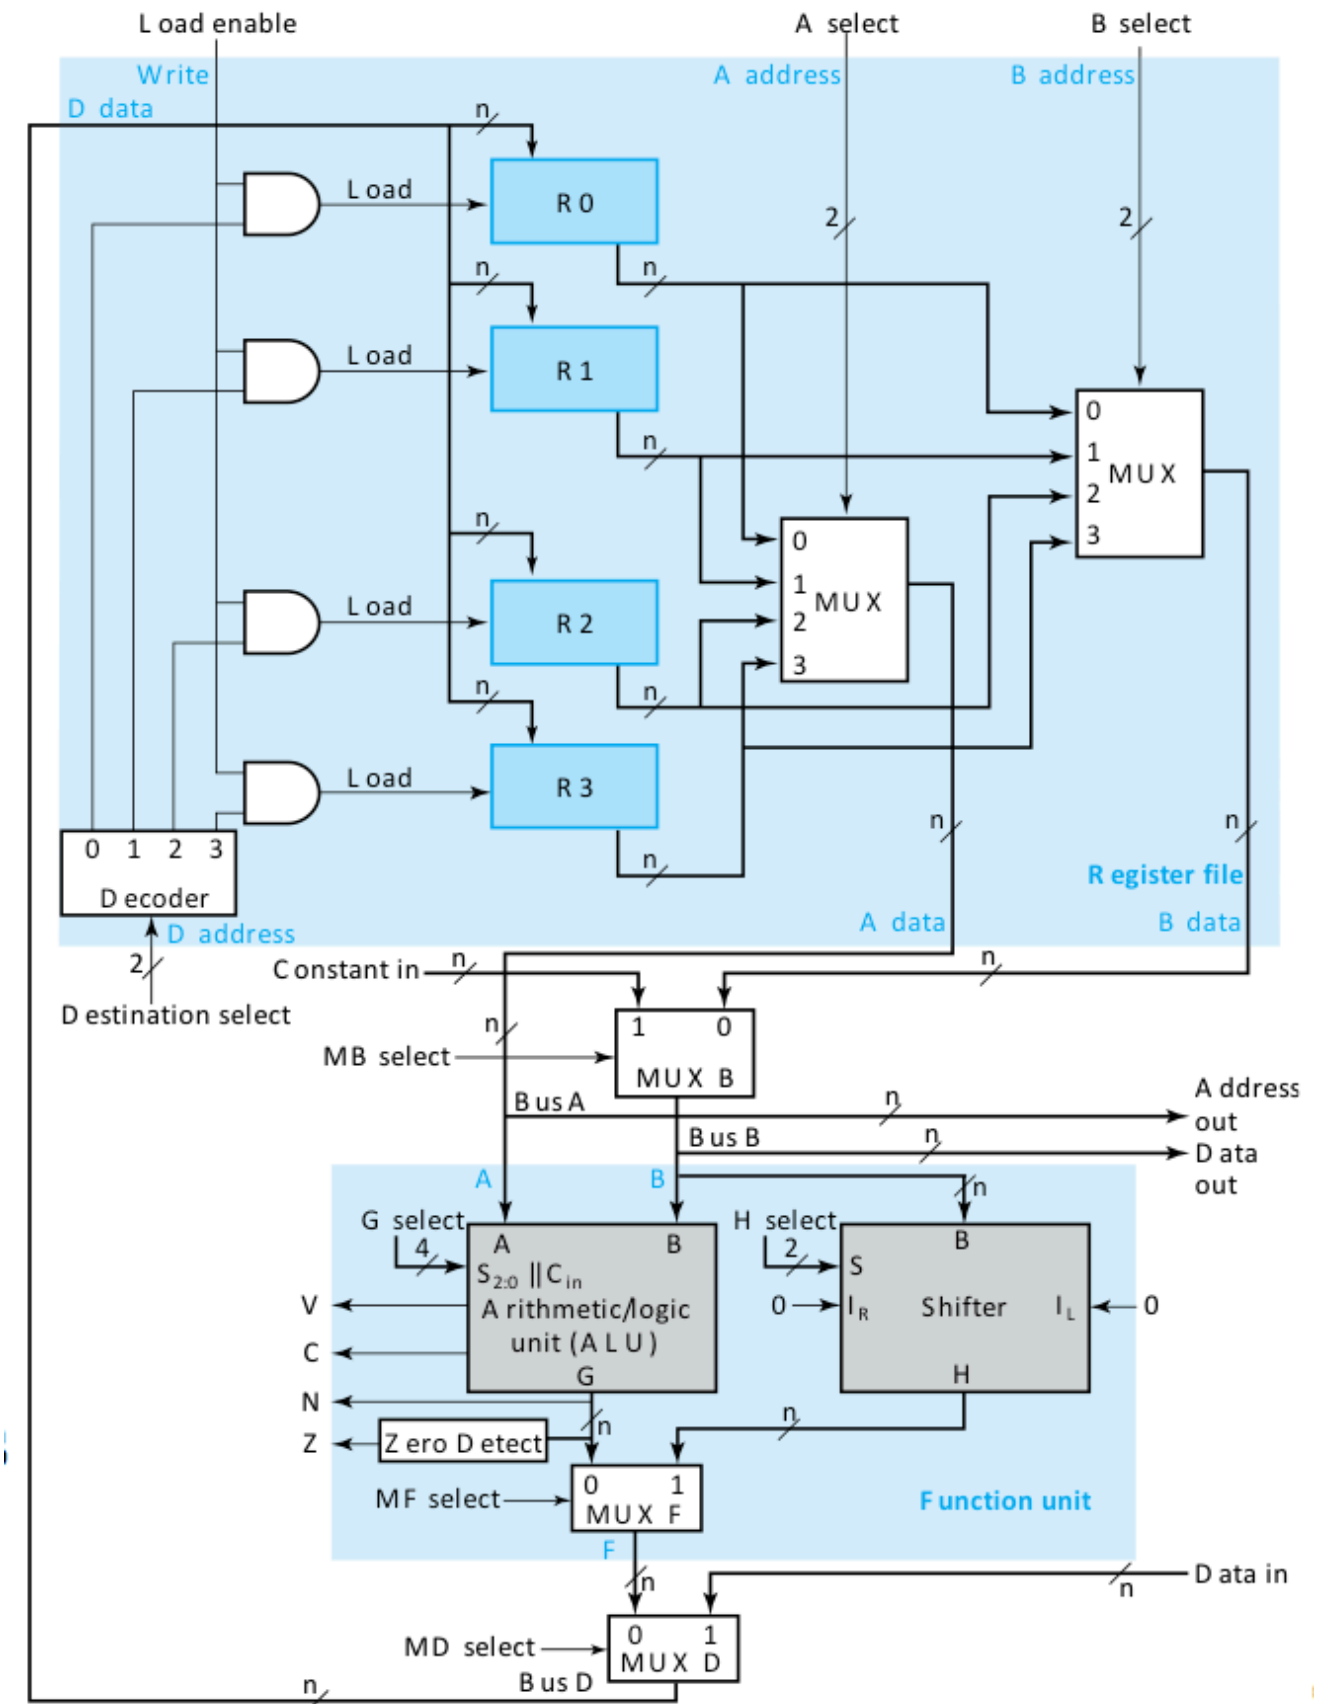 Load enable
A select
B select
Write
A address
B address
D data
n
Load
R0
2
2
n
n
Load
R1
0
n
1
MUX
2
n
0
3
1
MUX
Load
R2
2
3
n
n
Load
R3
n
n
0 1 2 3
n
Register file
Decoder
D address
A data
B data
2
Constant in
n
n
Destination select
n
1 0
MB select
MUX B
Bus A
n
Address
out
Bus B
n
Data
out
A
B
n
G select
H select
4
A
B
2
B
S2:0 || Cin
S
V
Arithmetic/logic
0
IR
Shifter
IL
0
unit (ALU)
C
G
H
N
n
n
Z
Zero Detect
0 1
MF select
MUX F
Function unit
F
n
Data in
n
0 1
MD select
MUX D
Bus D
n